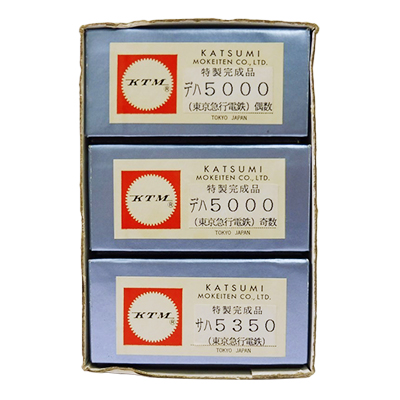 KTM
KATSUMI
MOKEITEN CO., LTD.
特製完成品
デハ5000
(東京急行電鉄) 偶数
TOKYO JAPAN
KTM
KATSUMI
MOKEITEN CO., LTD.
特製完成品
デハ5000
(東京急行電鉄) 奇数
TOKYO JAPAN
KTM
KATSUMI
MOKEITEN CO., LTD.
特製完成品
サハ5350
(東京急行電鉄)
TOKYO JAPAN